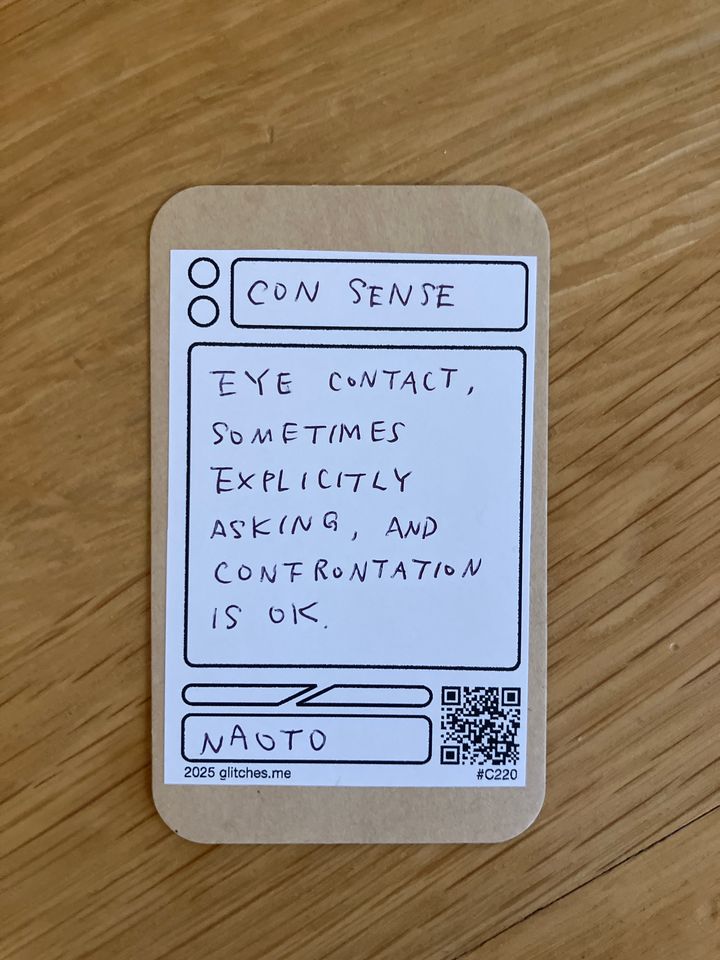 CON SENSE
EYE CONTACT,
SOMETIMES
EXPLICITLY
ASKING, AND
CONFRONTATION
IS OK.
NAOTO
2025 glitches.me
#C220